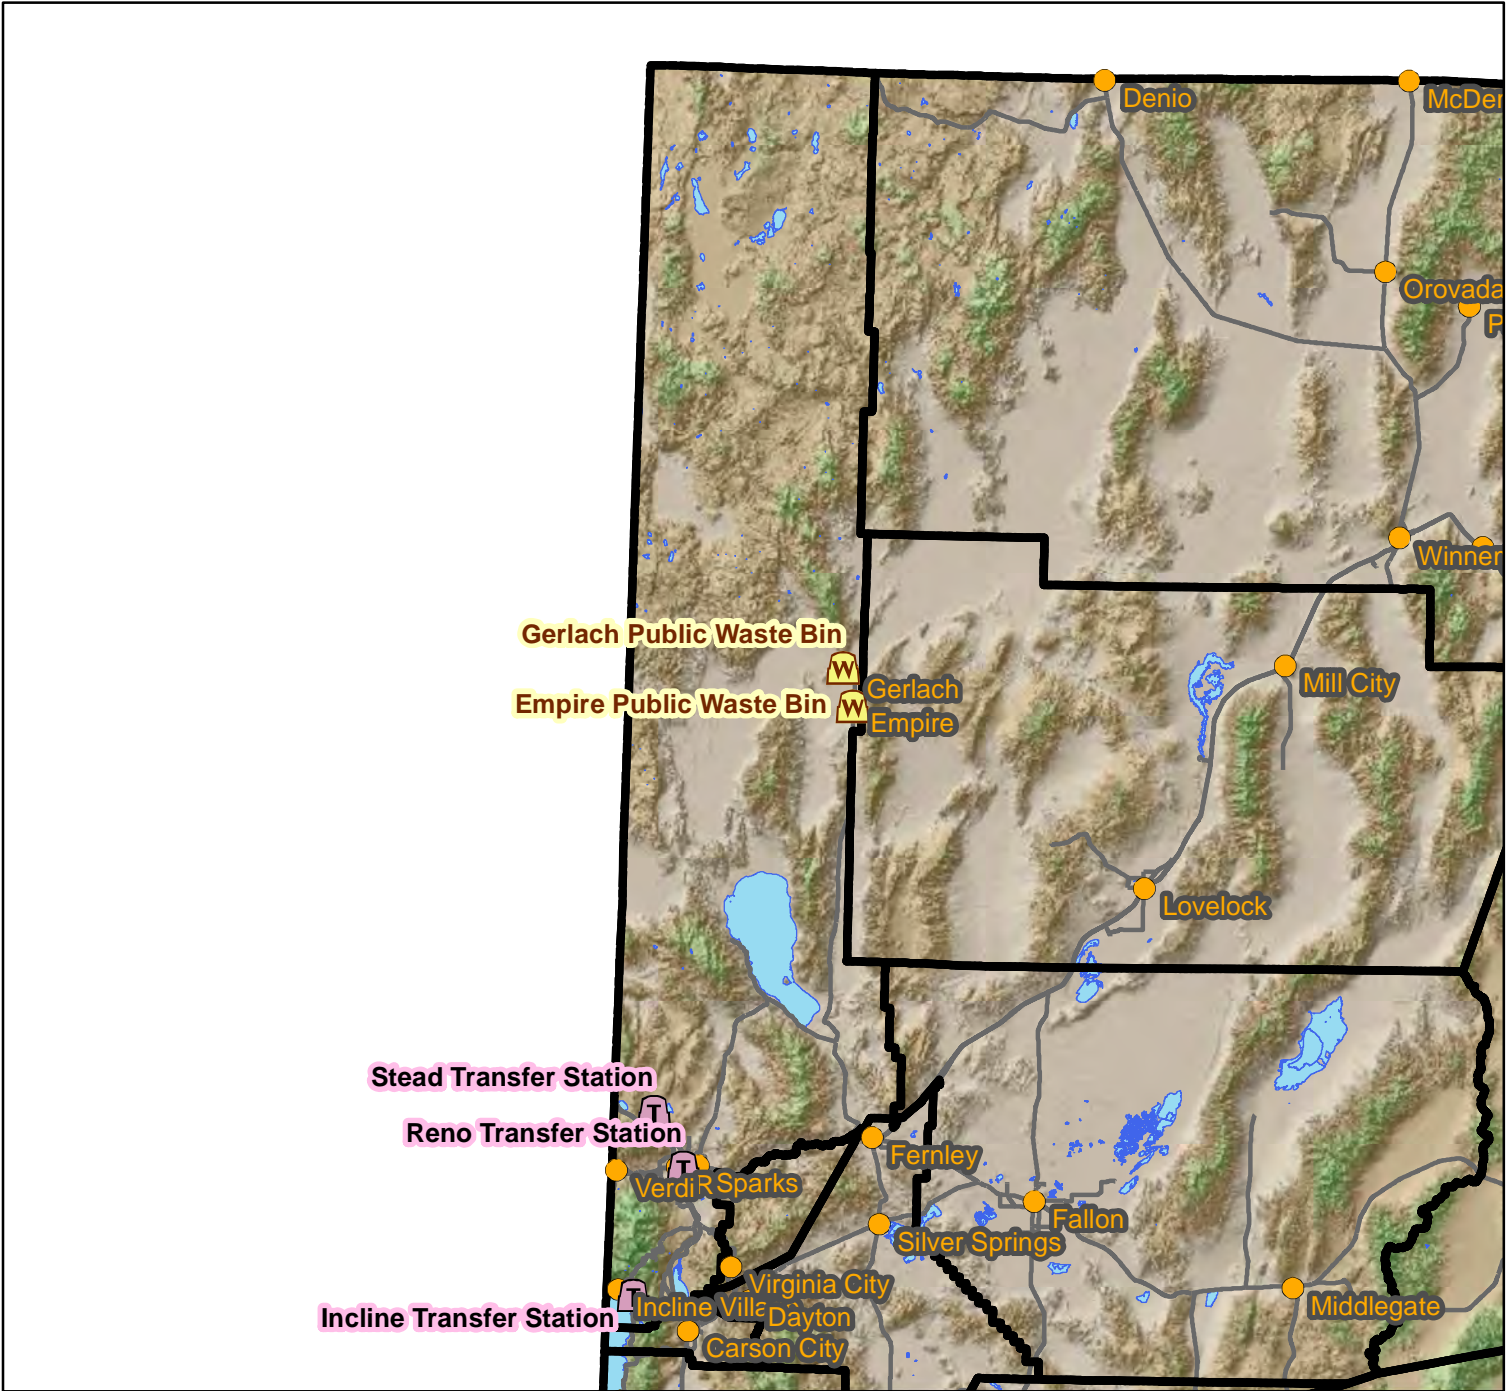 Denio
McDer
Orovada
P
Winner
Gerlach Public Waste Bin
W
Gerlach
Mill City
Empire Public Waste Bin
W
Empire
Lovelock
Stead Transfer Station
T
Reno Transfer Station
T
Fernley
Verdi
R
Sparks
Fallon
Silver Springs
Virginia City
T
Incline Villa
Incline Transfer Station
Dayton
Middlegate
Carson City